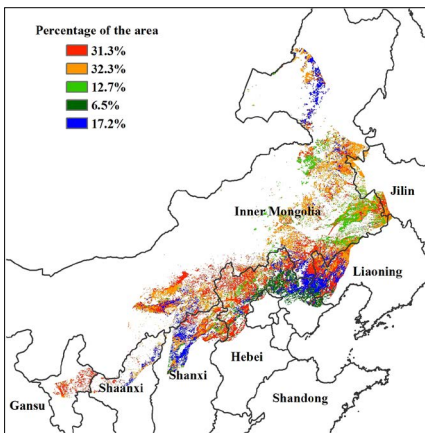 Percentage of the area
31.3%
32.3%
12.7%
6.5%
17.2%
Jilin
Inner Mongolia
Liaoning
Hebei
Shaanxi
Shanxi
Gansu
Shandong